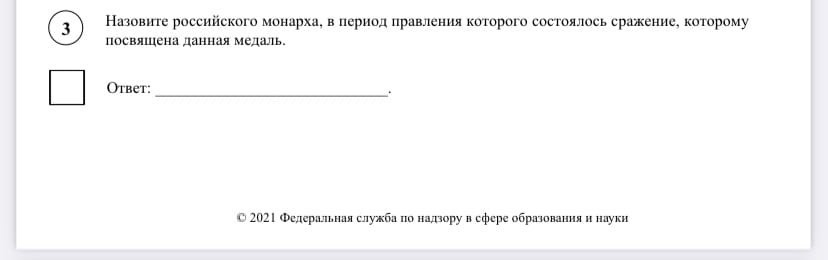 3
Назовите российского монарха, в период правления которого состоялось сражение, которому
посвящена данная медаль.
Ответ: ______________________________.
© 2021 Федеральная служба по надзору в сфере образования и науки